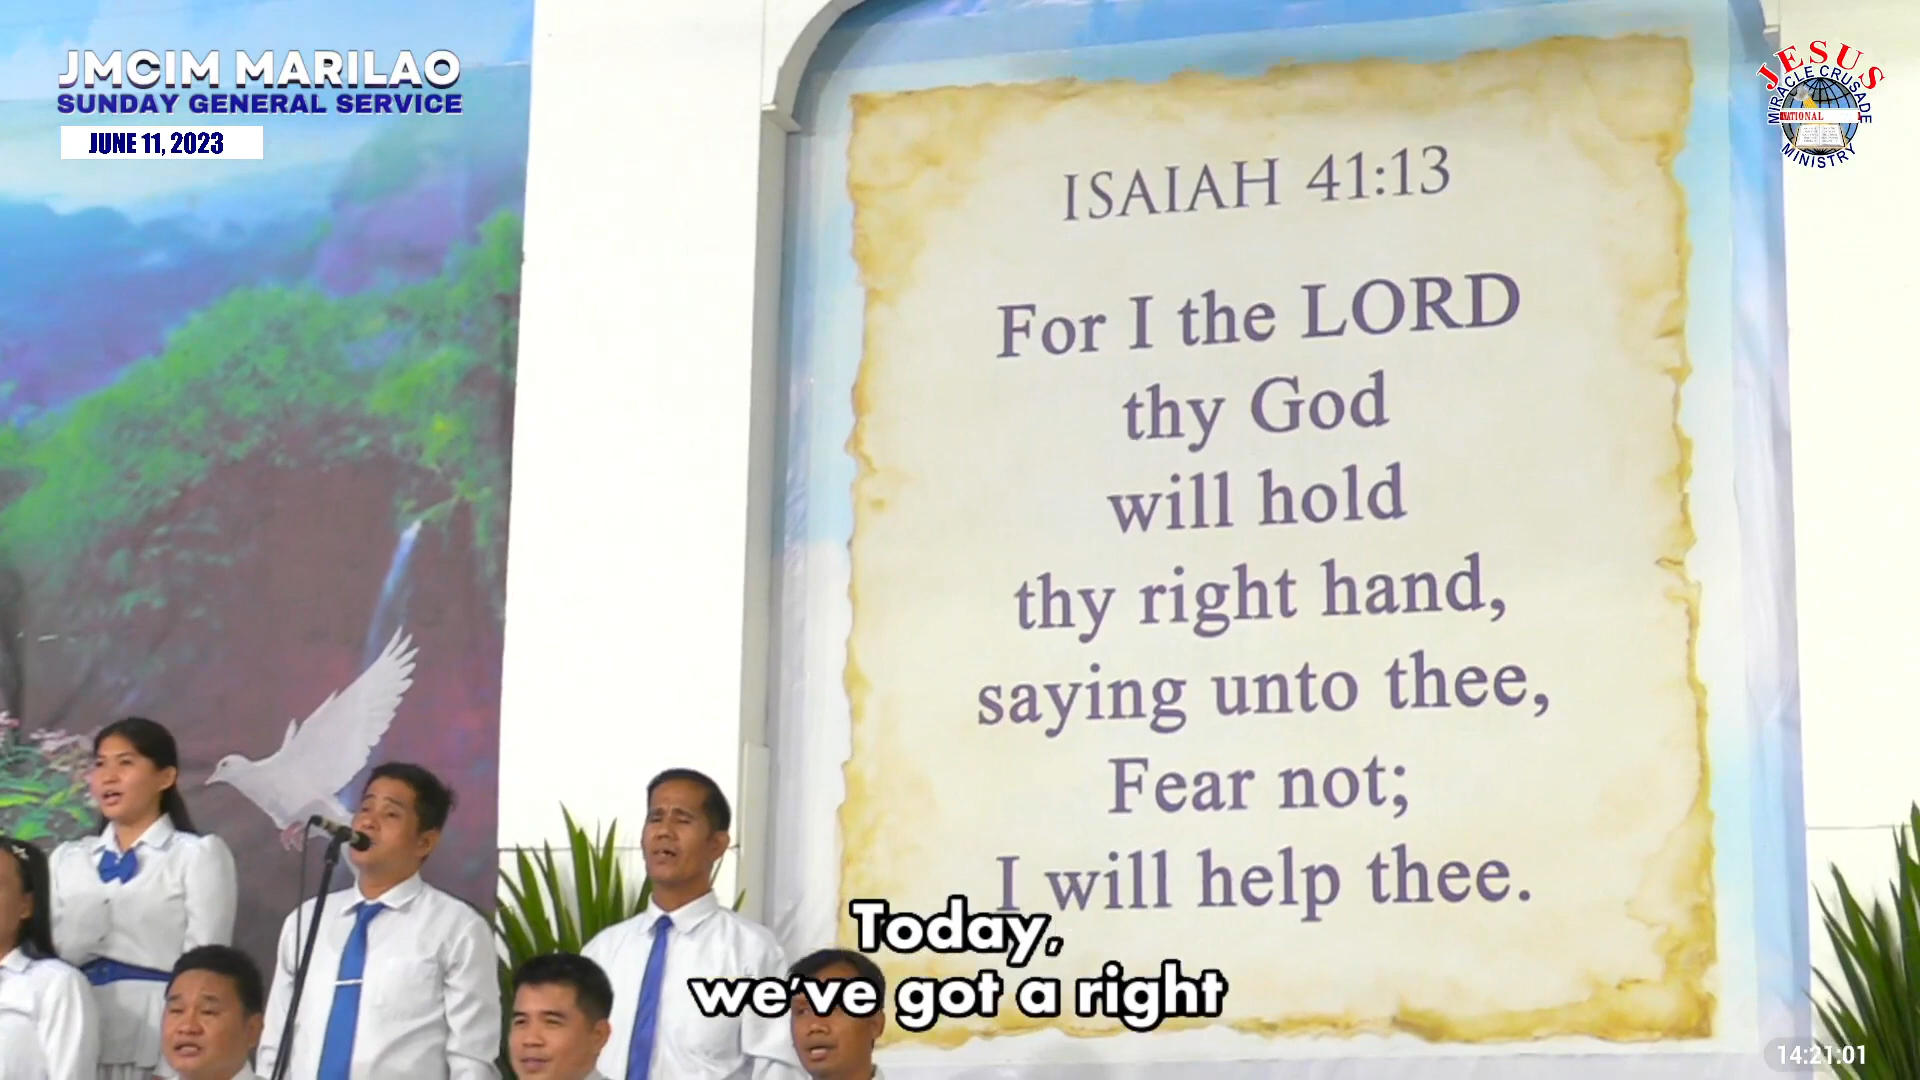 JMCIM MARILAO
SUNDAY GENERAL SERVICE
JUNE 11, 2023
JESUS
MIRACLE CRUSADE
NATIONAL
MINISTRY
ISAIAH 41:13
For I the LORD
thy God
will hold
thy right hand,
saying unto thee,
Fear not;
I will help thee.
Today,
we've got a right
14:21:01